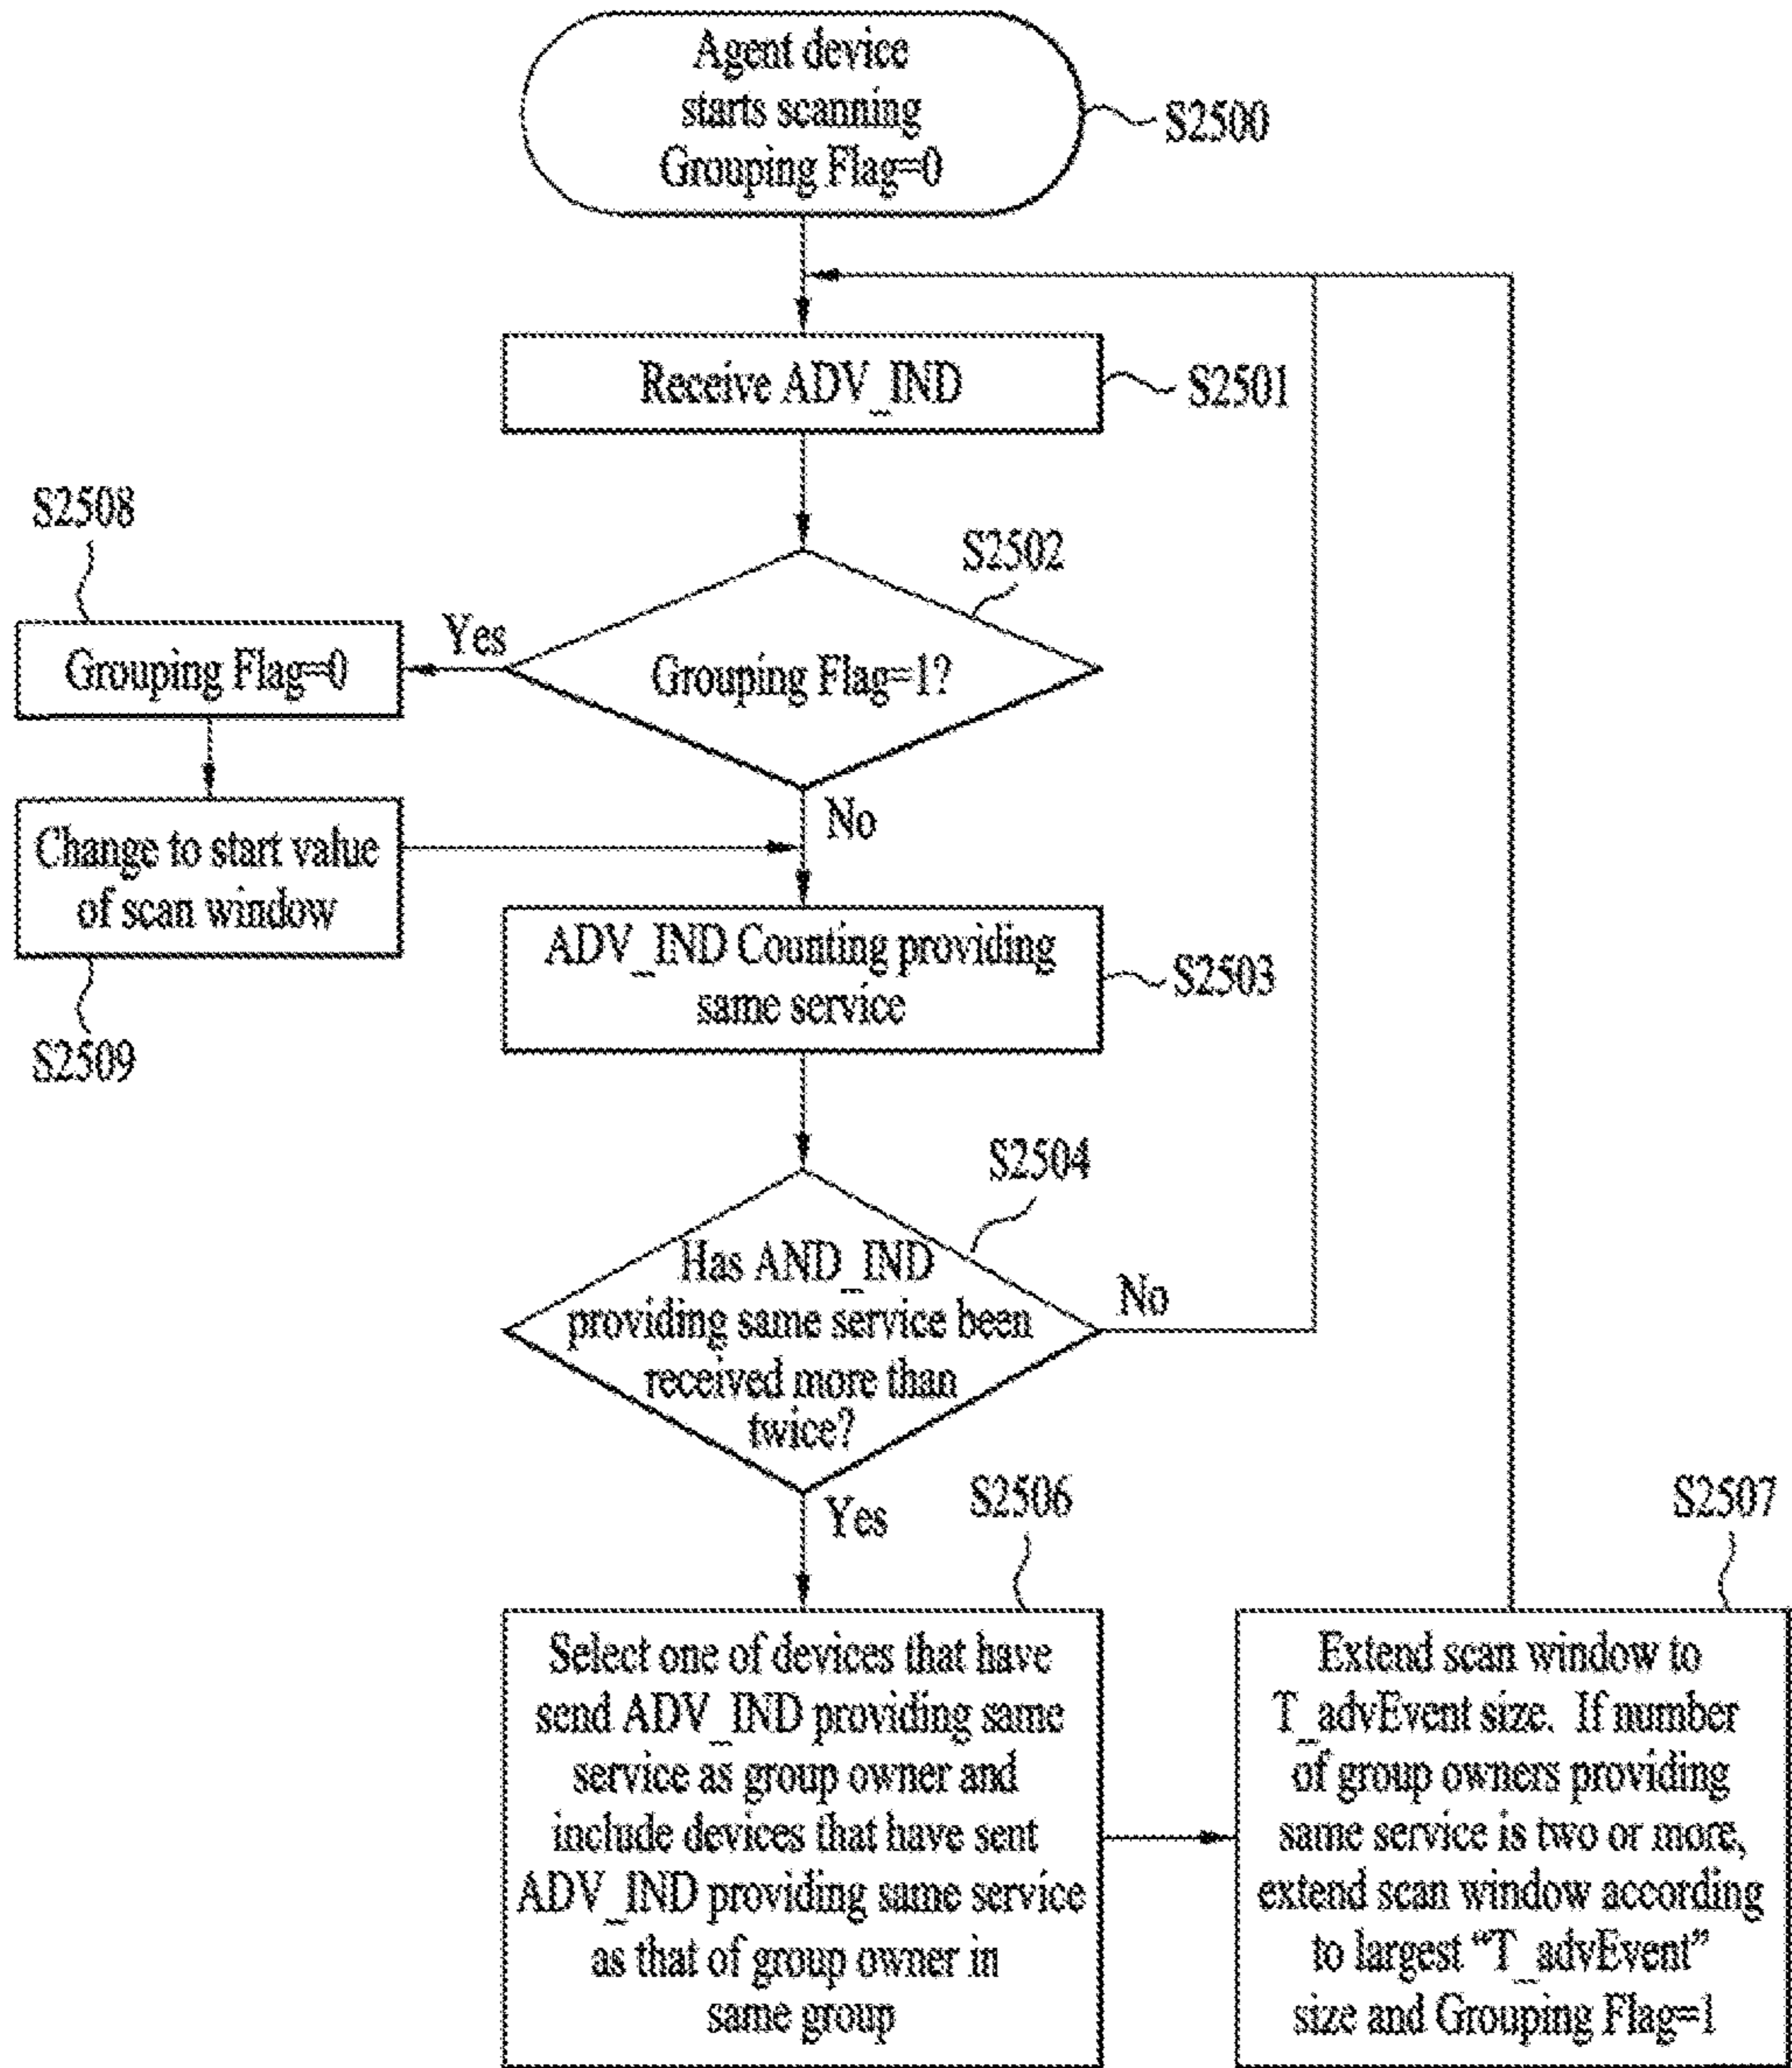 Agent device
starts scanning
Grouping Flag=0
S2500
Receive ADV_IND
S2501
S2508
S2502
Yes
Grouping Flag=0
Grouping Flag=1?
No
Change to start value
of scan window
S2509
ADV_IND Counting providing
same service
S2503
S2504
Has AND_IND
providing same service been
received more than
twice?
No
Yes
S2506
S2507
Select one of devices that have
send ADV_IND providing same
service as group owner and
include devices that have sent
ADV_IND providing same service
as that of group owner in
same group
Extend scan window to
T_advEvent size. If number
of group owners providing
same service is two or more,
extend scan window according
to largest “T_advEvent”
size and Grouping Flag=1